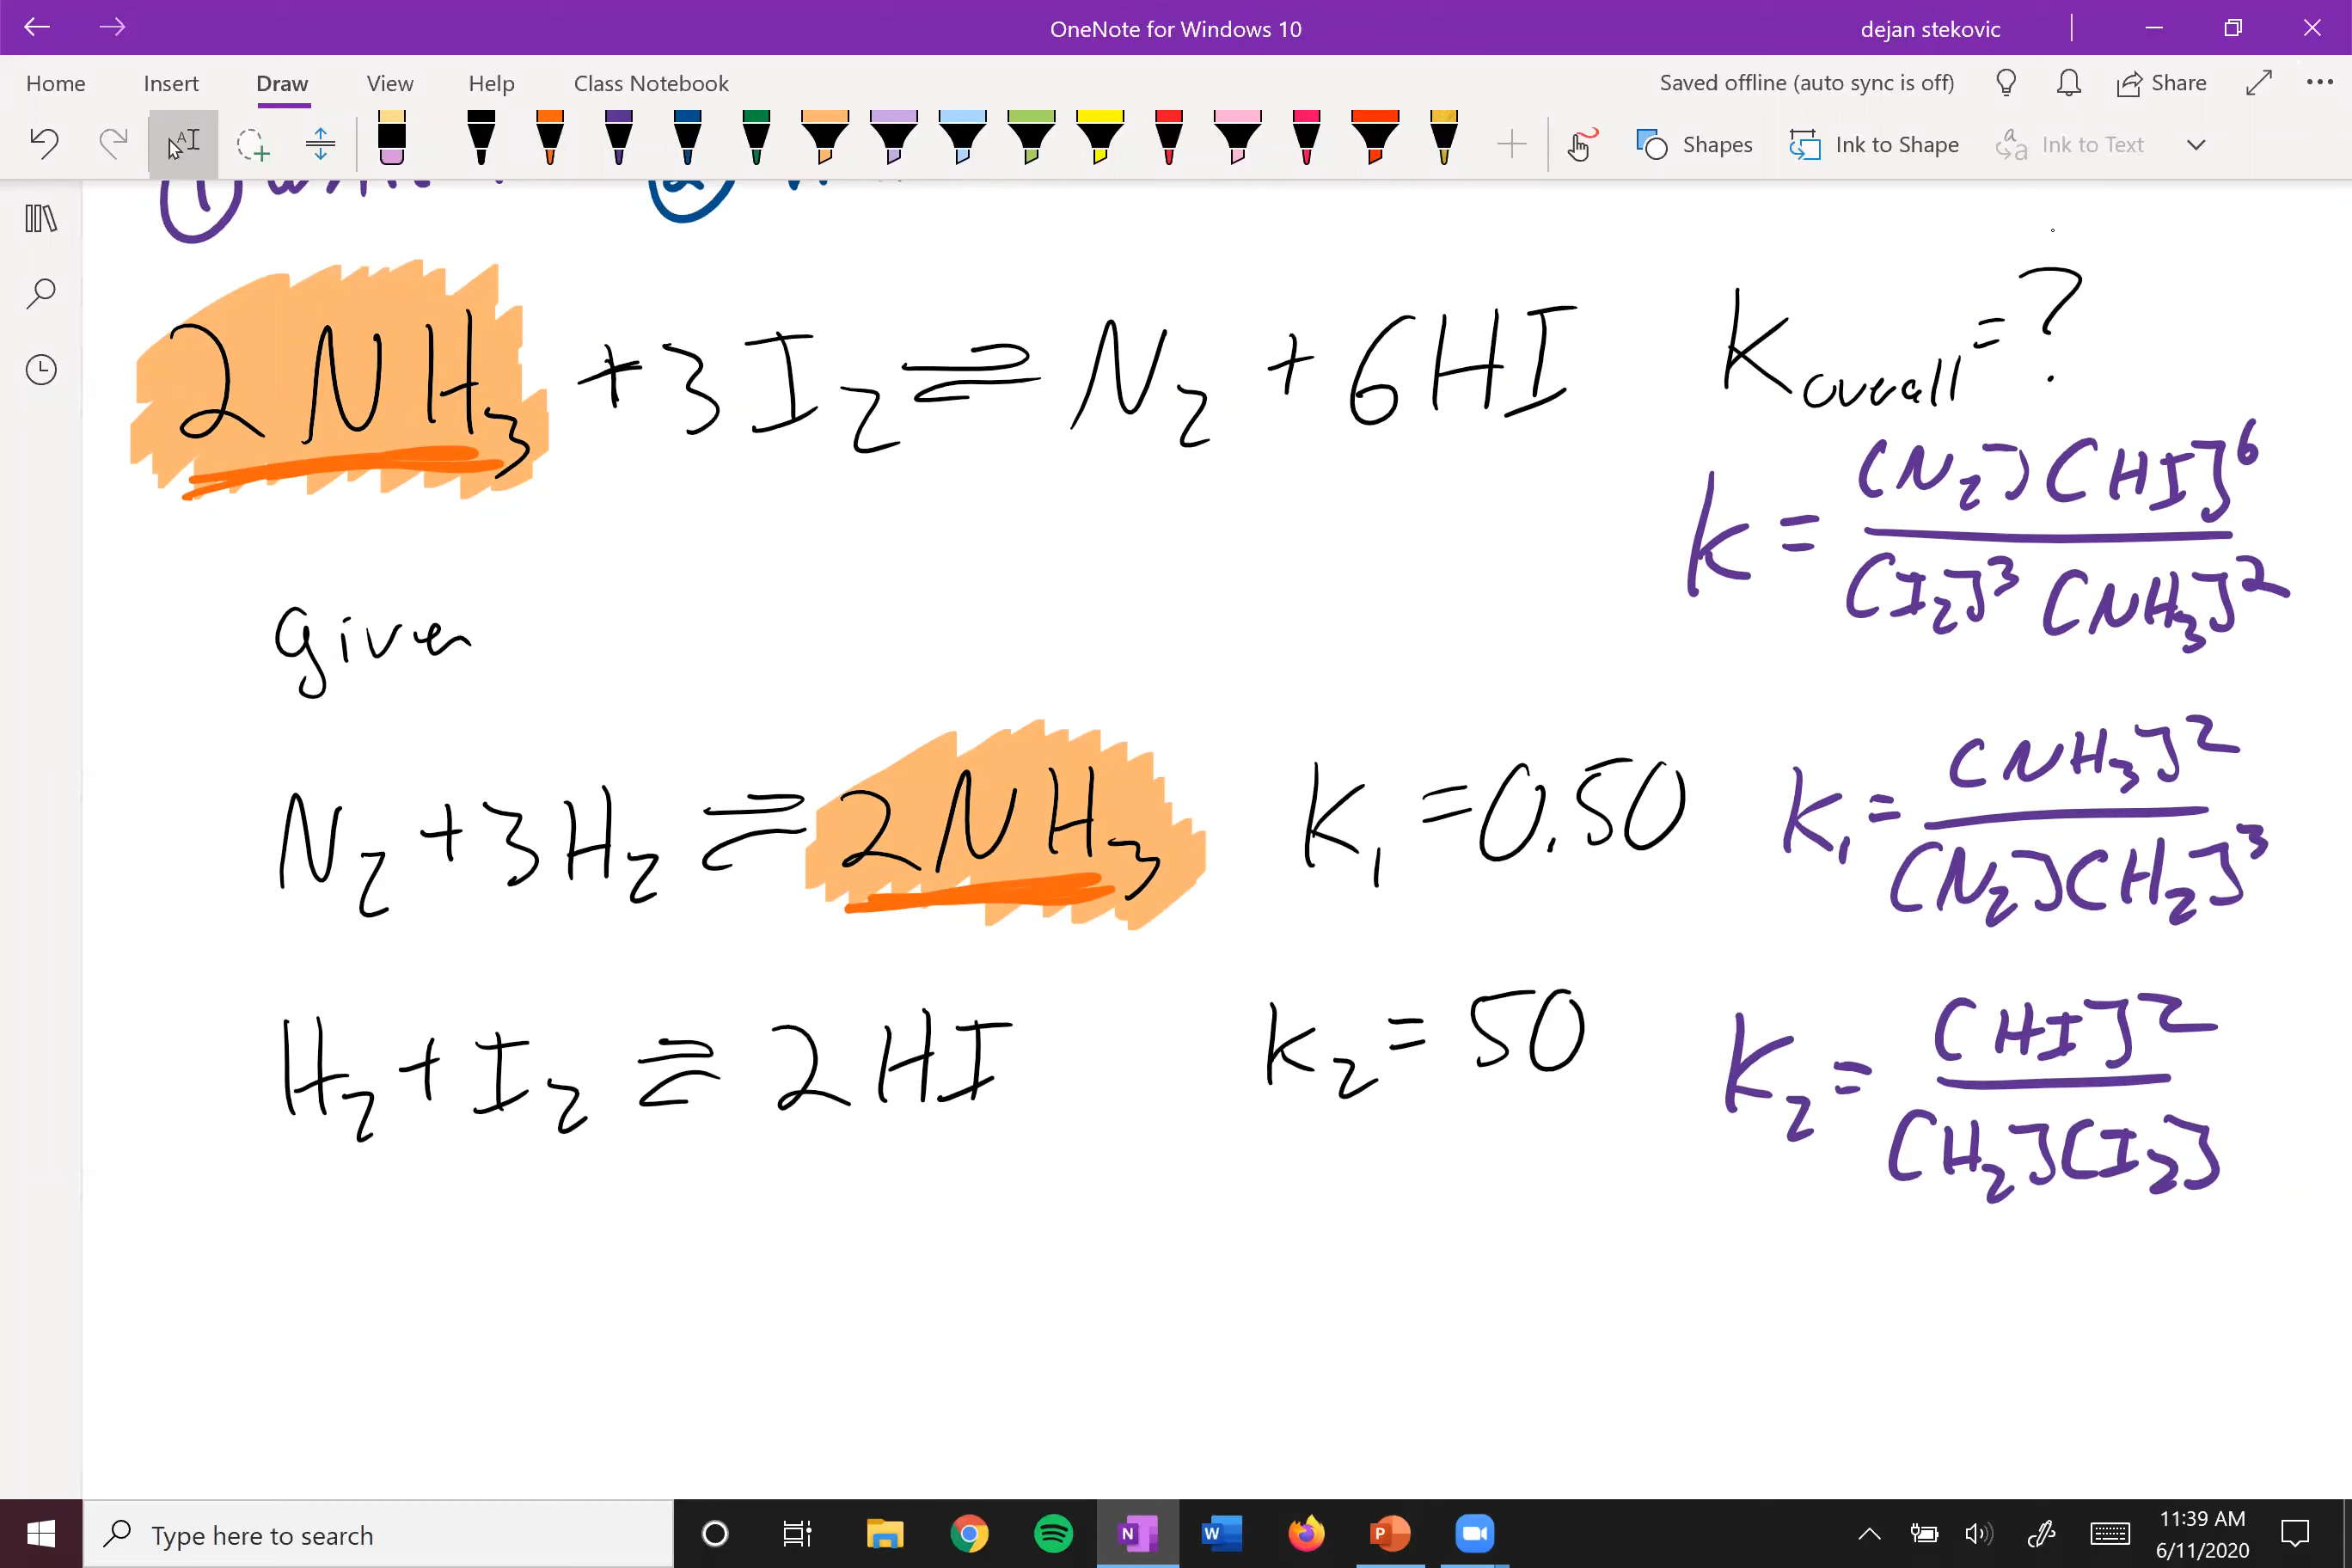 OneNote for Windows 10
dejan stekovic
Home Insert Draw View Help Class Notebook
Saved offline (auto sync is off) Share
Shapes Ink to Shape Ink to Text
① ②
2NH₃ + 3I₂ ⇌ N₂ + 6HI K overall = ?
K = [N₂][HI]⁶ / [I₂]³[NH₃]²
given
N₂ + 3H₂ ⇌ 2NH₃ K₁ = 0.50 K₁ = [NH₃]² / [N₂][H₂]³
H₂ + I₂ ⇌ 2HI K₂ = 50 K₂ = [HI]² / [H₂][I₂]
Type here to search
11:39 AM
6/11/2020